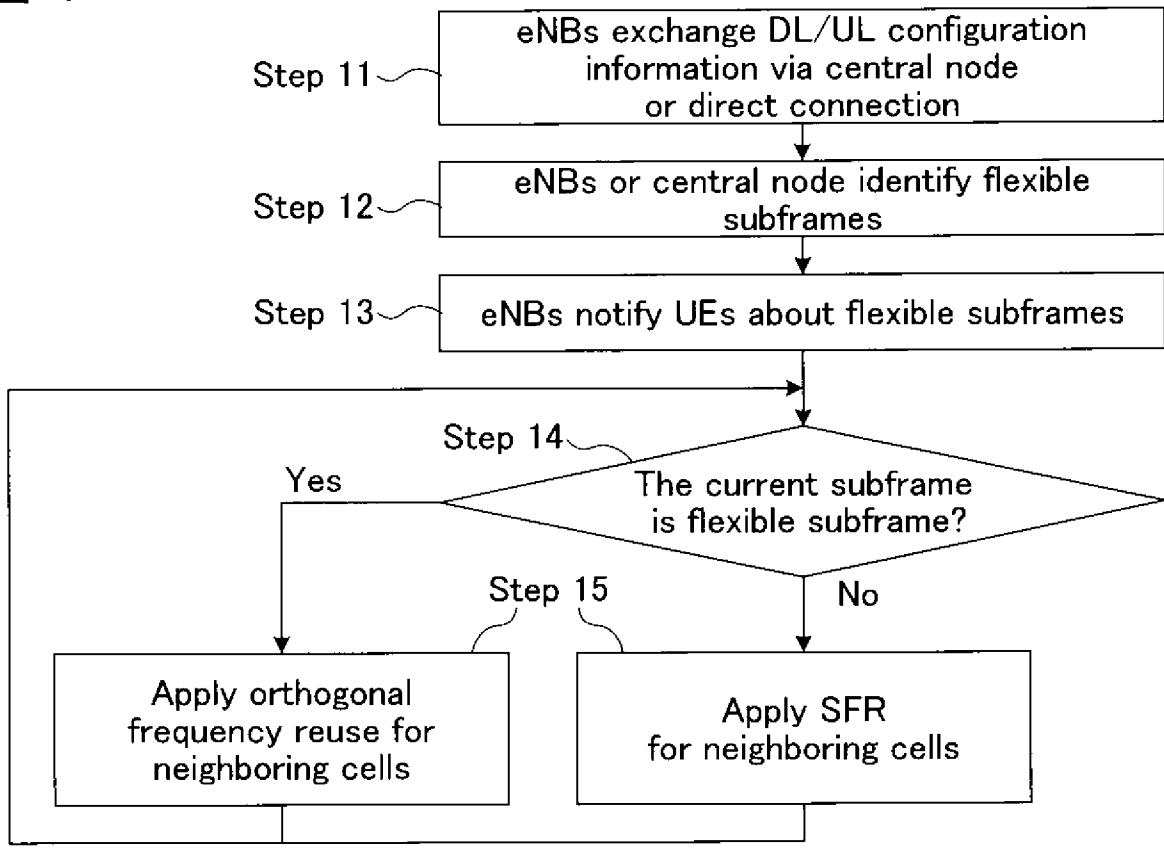 eNBs exchange DL/UL configuration
information via central node
or direct connection
Step 11
eNBs or central node identify flexible
subframes
Step 12
eNBs notify UEs about flexible subframes
Step 13
Step 14
The current subframe
is flexible subframe?
Yes
No
Step 15
Apply orthogonal
frequency reuse for
neighboring cells
Apply SFR
for neighboring cells